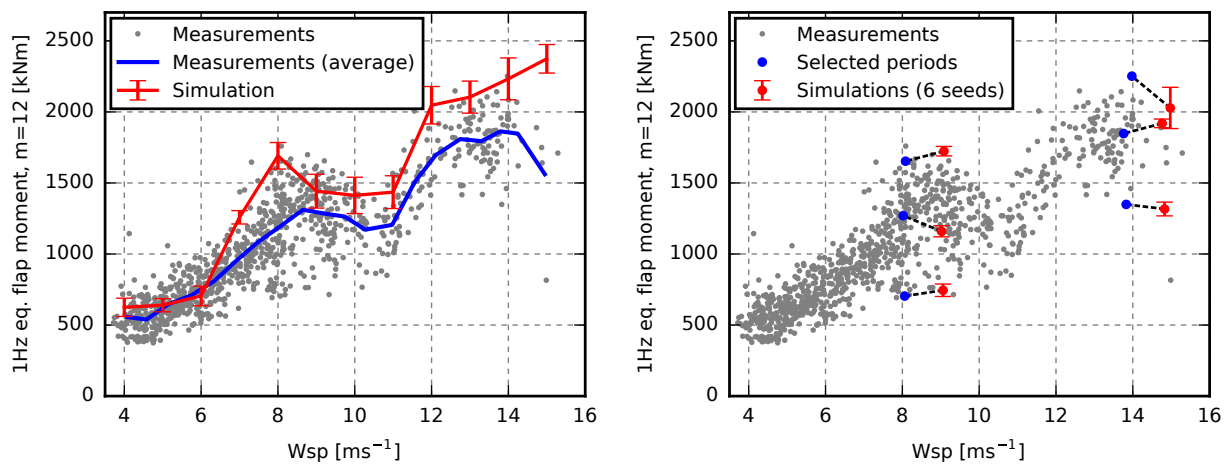 1Hz eq. flap moment, m=12 [kNm]
2500
2000
1500
1000
500
0
Measurements
Measurements (average)
Simulation
4 6 8 10 12 14 16
Wsp [ms⁻¹]
1Hz eq. flap moment, m=12 [kNm]
2500
2000
1500
1000
500
0
Measurements
Selected periods
Simulations (6 seeds)
4 6 8 10 12 14 16
Wsp [ms⁻¹]